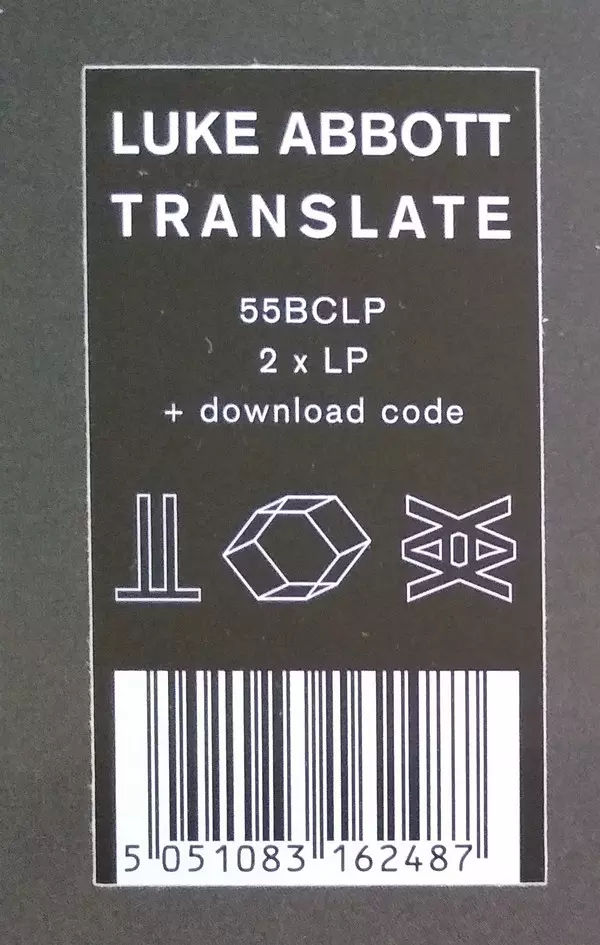 LUKE ABBOTT
TRANSLATE
55BCLP
2 x LP
+ download code
5 051083 162487